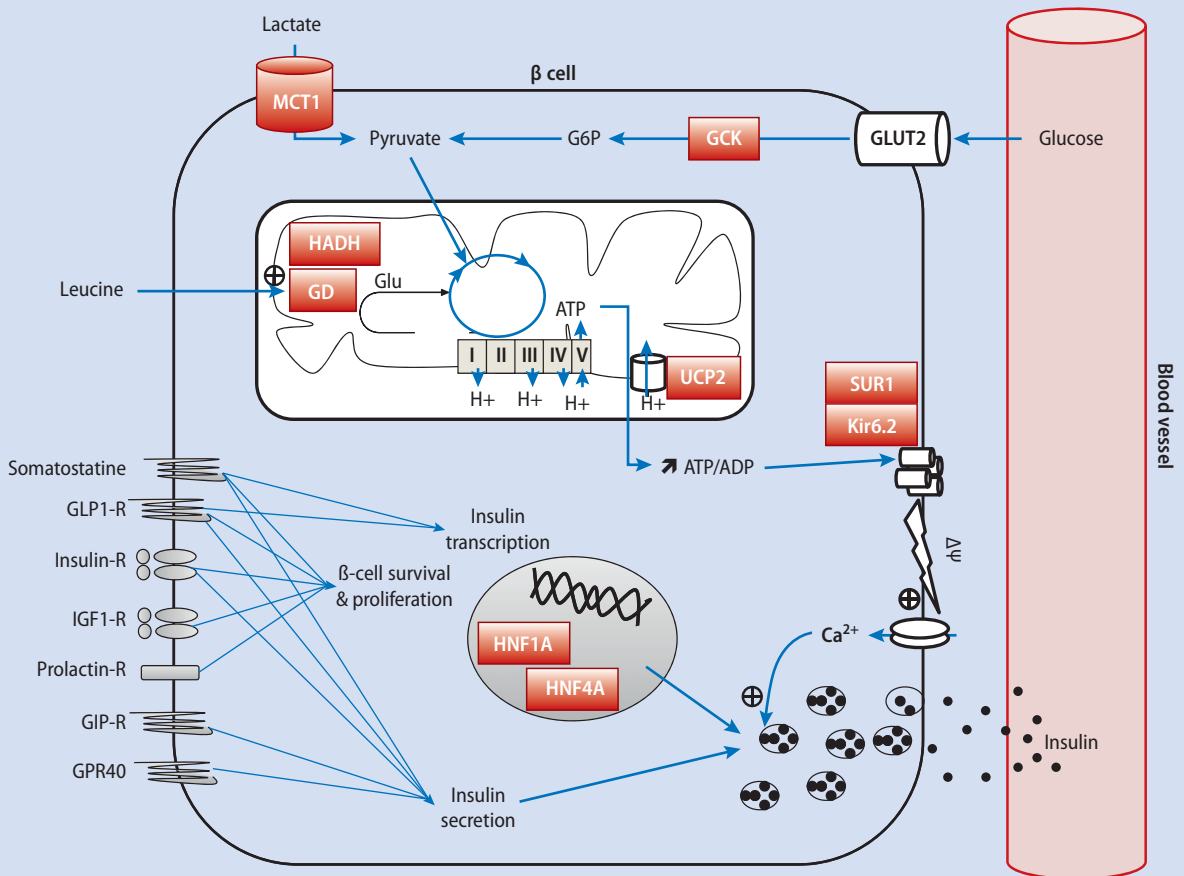 Lactate
β cell
MCT1
Pyruvate
G6P
GCK
GLUT2
Glucose
HADH
Leucine
GD
Glu
ATP
I II III IV V
H+ H+ H+ H+
UCP2
SUR1
Kir6.2
Blood vessel
ATP/ADP
Somatostatine
GLP1-R
Insulin-R
IGF1-R
Prolactin-R
GIP-R
GPR40
Insulin
transcription
ß-cell survival
& proliferation
ΔΨ
HNF1A
HNF4A
Ca²⁺
Insulin
Insulin
secretion